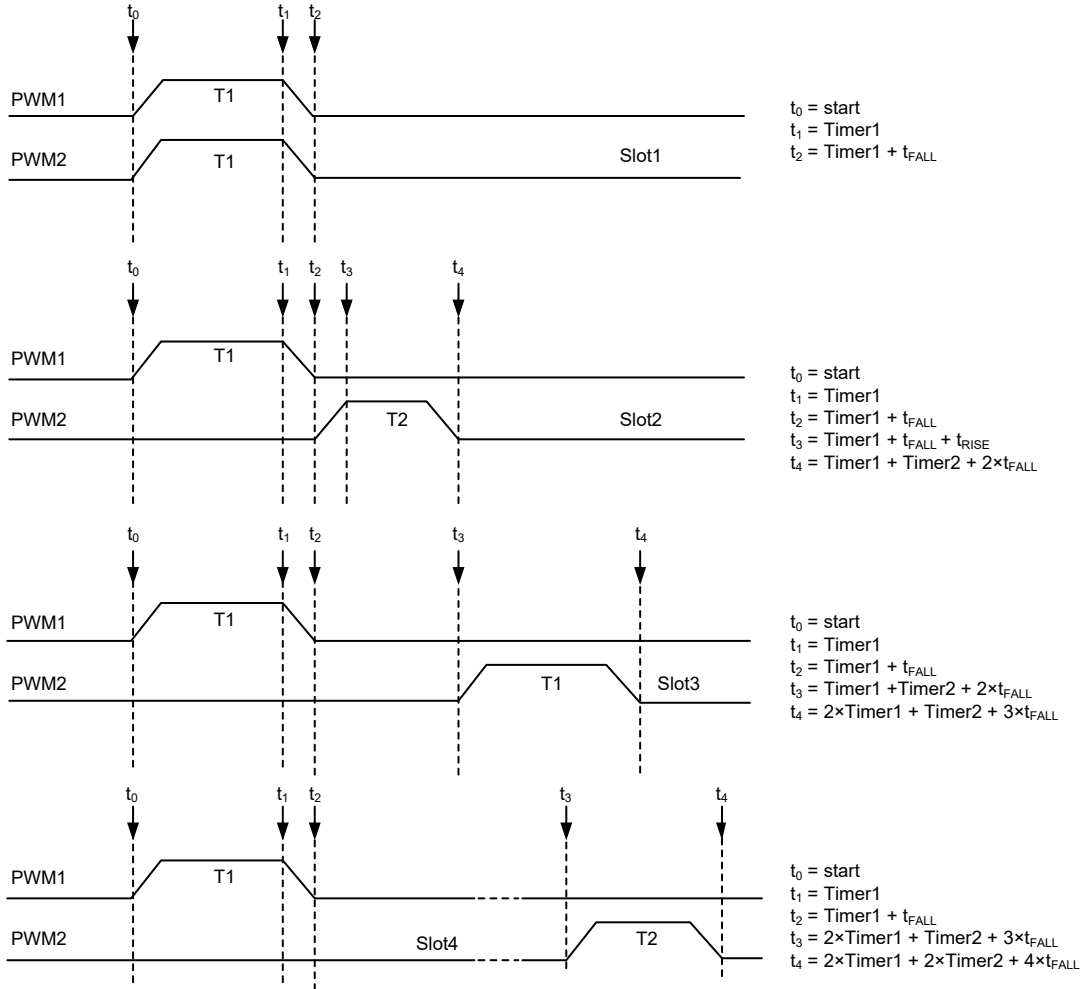 t0 t1 t2
PWM1 T1
PWM2 T1 Slot1
t0 = start
t1 = Timer1
t2 = Timer1 + tFALL
t0 t1 t2 t3 t4
PWM1 T1
PWM2 T2 Slot2
t0 = start
t1 = Timer1
t2 = Timer1 + tFALL
t3 = Timer1 + tFALL + tRISE
t4 = Timer1 + Timer2 + 2×tFALL
t0 t1 t2 t3 t4
PWM1 T1
PWM2 T1 Slot3
t0 = start
t1 = Timer1
t2 = Timer1 + tFALL
t3 = Timer1 +Timer2 + 2×tFALL
t4 = 2×Timer1 + Timer2 + 3×tFALL
t0 t1 t2 t3 t4
PWM1 T1
PWM2 Slot4 T2
t0 = start
t1 = Timer1
t2 = Timer1 + tFALL
t3 = 2×Timer1 + Timer2 + 3×tFALL
t4 = 2×Timer1 + 2×Timer2 + 4×tFALL